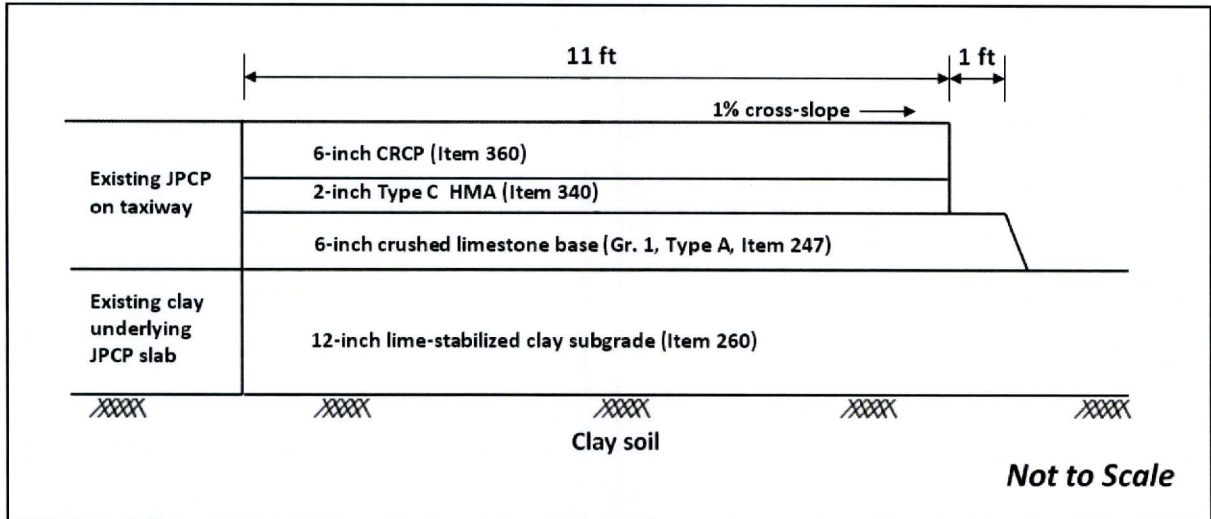 11 ft
1 ft
1% cross-slope
6-inch CRCP (Item 360)
Existing JPCP
on taxiway
2-inch Type C HMA (Item 340)
6-inch crushed limestone base (Gr. 1, Type A, Item 247)
Existing clay
underlying
JPCP slab
12-inch lime-stabilized clay subgrade (Item 260)
Clay soil
Not to Scale